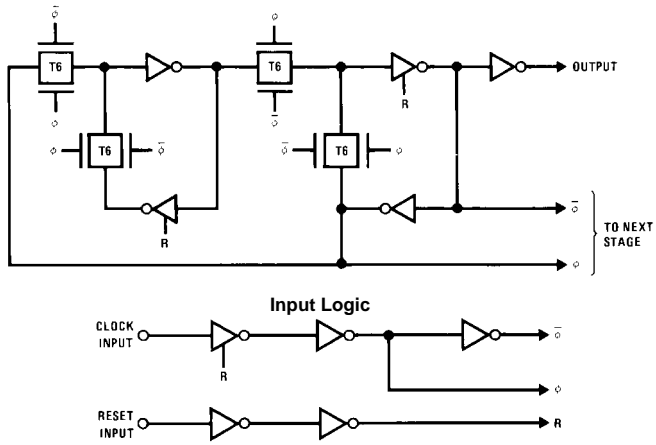 φ̅
φ
T6
T6
OUTPUT
φ
φ̅
R
φ
T6
φ̅
φ̅
T6
φ
R
φ̅
TO NEXT
STAGE
φ
Input Logic
CLOCK
INPUT
R
φ̅
φ
RESET
INPUT
R